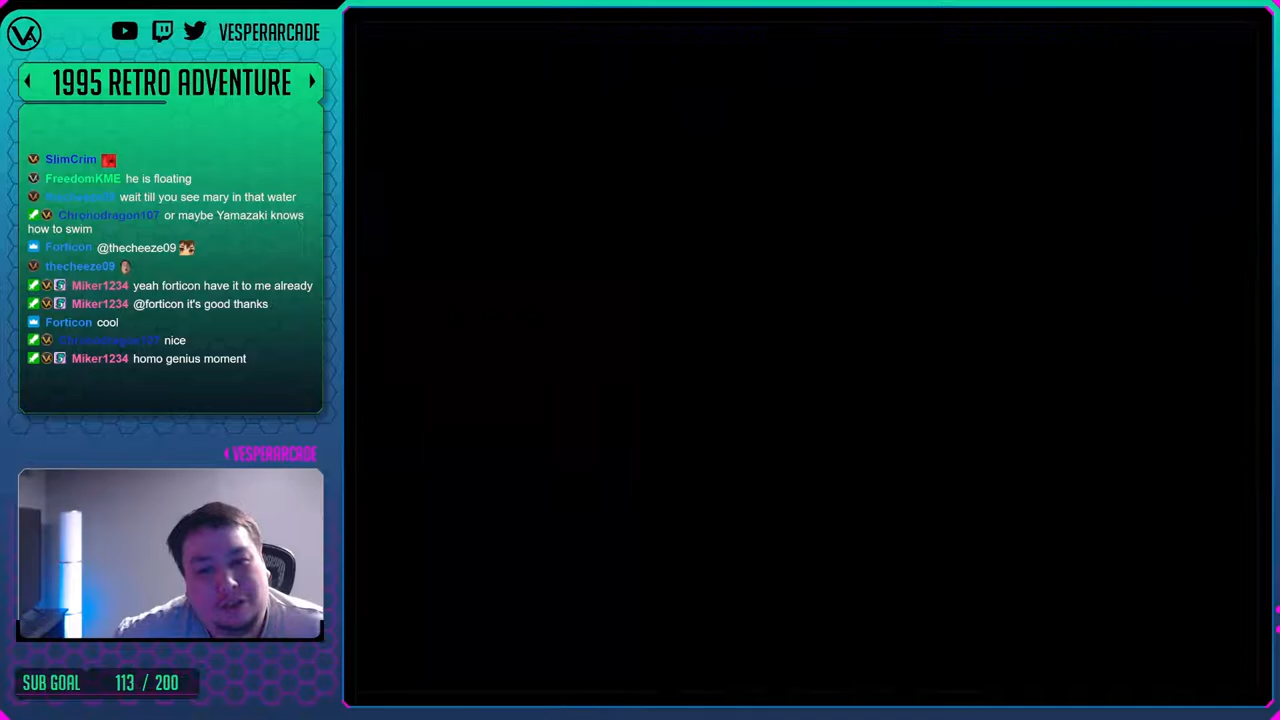 VESPERARCADE
1995 RETRO ADVENTURE
SlimCrim
FreedomKME he is floating
wait till you see mary in that water
Chronodragon107 or maybe Yamazaki knows
how to swim
Forticon @thecheeze09
thecheeze09
Miker1234 yeah forticon have it to me already
Miker1234 @forticon it's good thanks
Forticon cool
Chronodragon107 nice
Miker1234 homo genius moment
VESPERARCADE
SUB GOAL 113 / 200